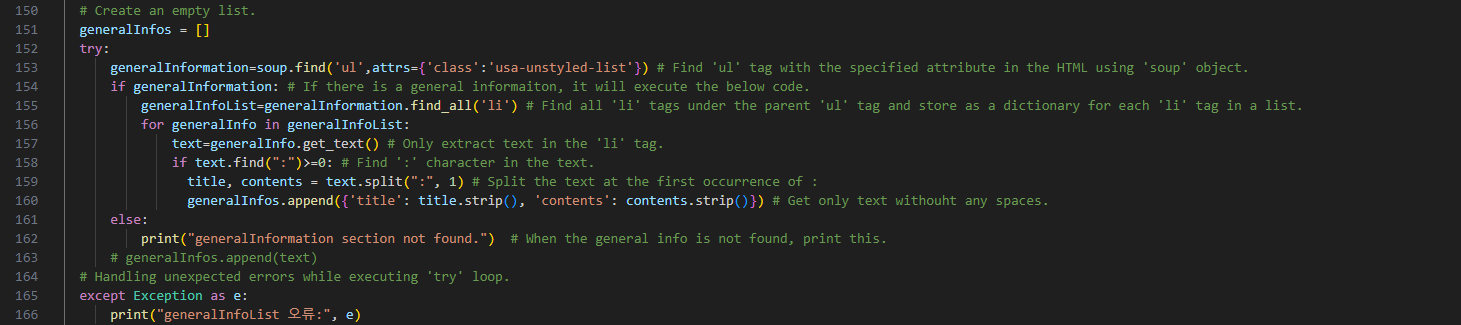 150 # Create an empty list.
151 generalInfos = []
152 try:
153 generalInformation=soup.find('ul',attrs={'class':'usa-unstyled-list'}) # Find 'ul' tag with the specified attribute in the HTML using 'soup' object.
154 if generalInformation: # If there is a general informaiton, it will execute the below code.
155 generalInfoList=generalInformation.find_all('li') # Find all 'li' tags under the parent 'ul' tag and store as a dictionary for each 'li' tag in a list.
156 for generalInfo in generalInfoList:
157 text=generalInfo.get_text() # Only extract text in the 'li' tag.
158 if text.find(":")>=0: # Find ':' character in the text.
159 title, contents = text.split(":", 1) # Split the text at the first occurrence of :
160 generalInfos.append({'title': title.strip(), 'contents': contents.strip()}) # Get only text withouht any spaces.
161 else:
162 print("generalInformation section not found.") # When the general info is not found, print this.
163 # generalInfos.append(text)
164 # Handling unexpected errors while executing 'try' loop.
165 except Exception as e:
166 print("generalInfoList 오류:", e)